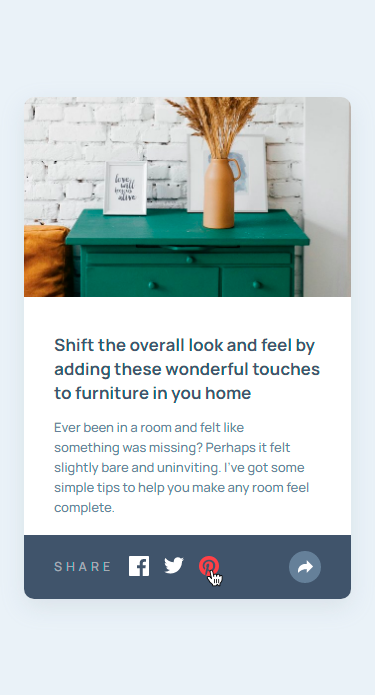 love
will
begins
alive
Shift the overall look and feel by
adding these wonderful touches
to furniture in you home
Ever been in a room and felt like
something was missing? Perhaps it felt
slightly bare and uninviting. I've got some
simple tips to help you make any room feel
complete.
SHARE